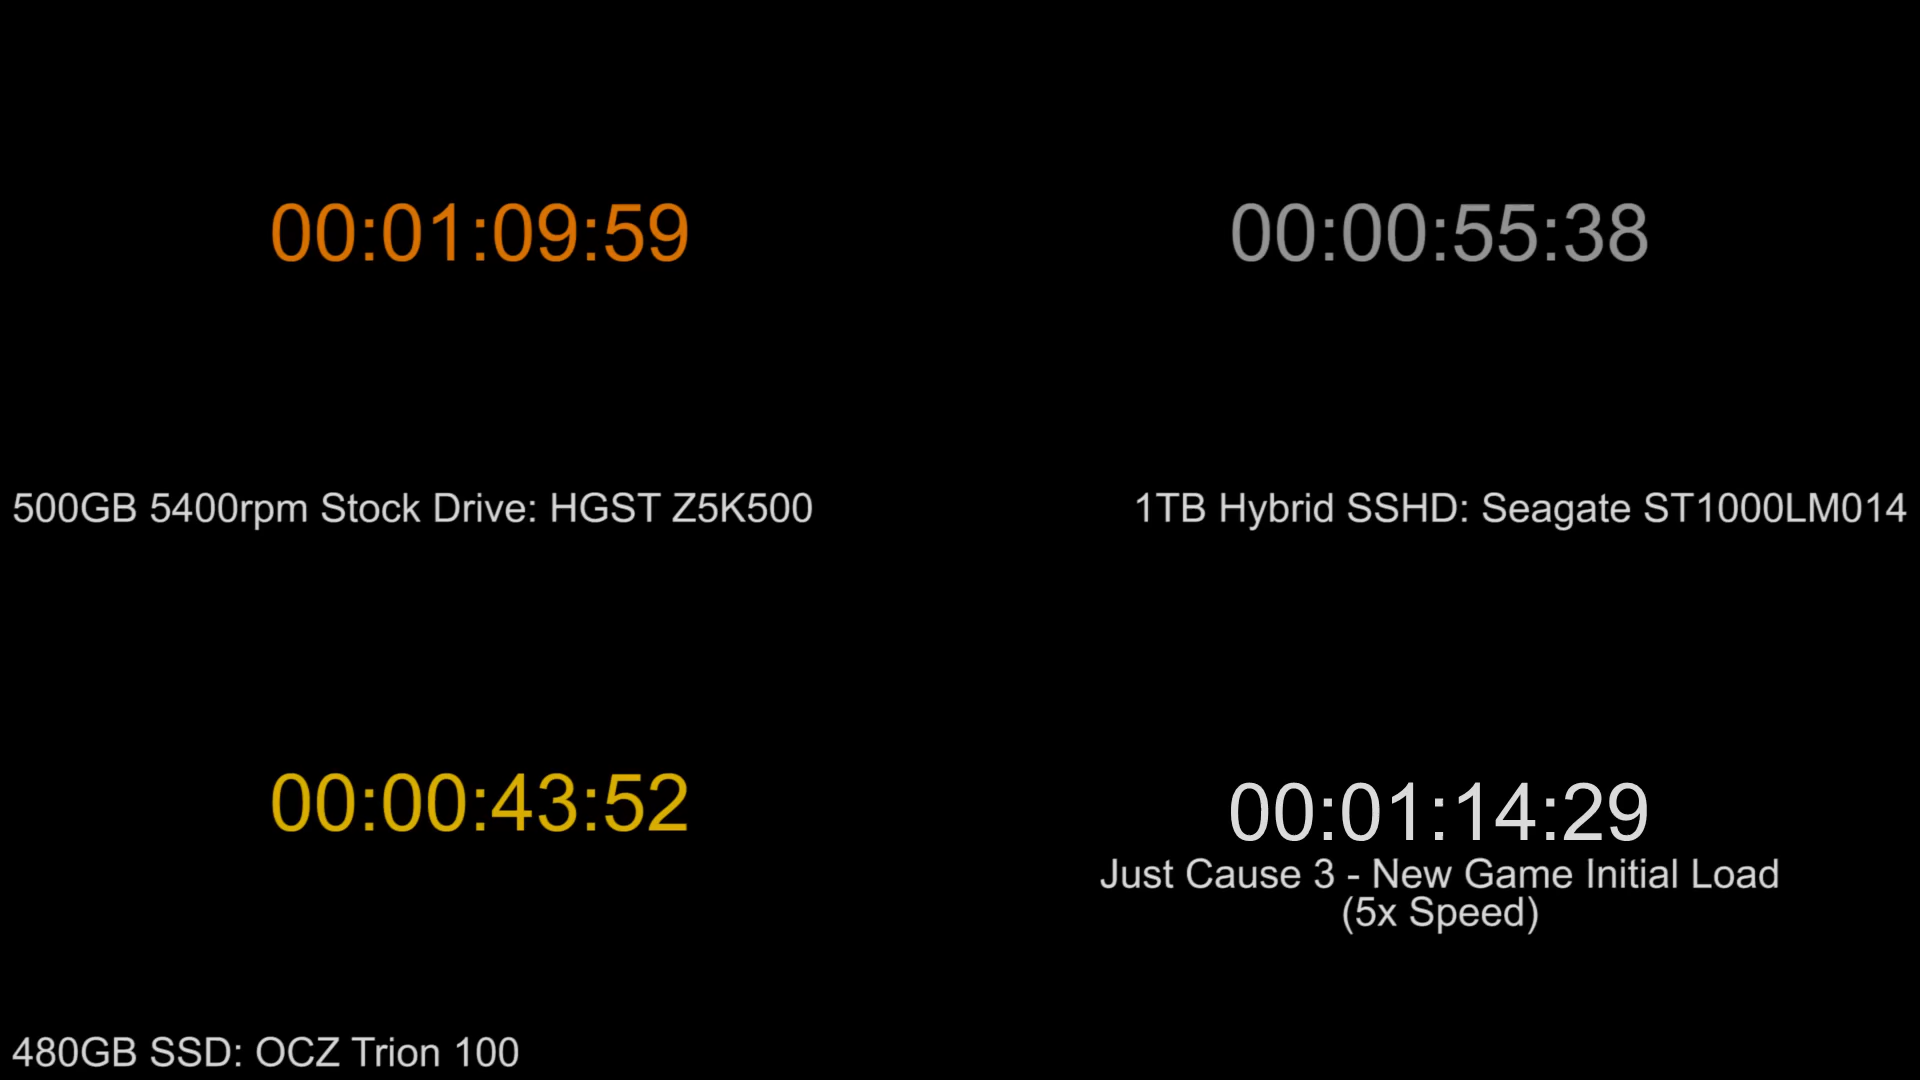 00:01:09:59
00:00:55:38
500GB 5400rpm Stock Drive: HGST Z5K500
1TB Hybrid SSHD: Seagate ST1000LM014
00:00:43:52
00:01:14:29
Just Cause 3 - New Game Initial Load
(5x Speed)
480GB SSD: OCZ Trion 100